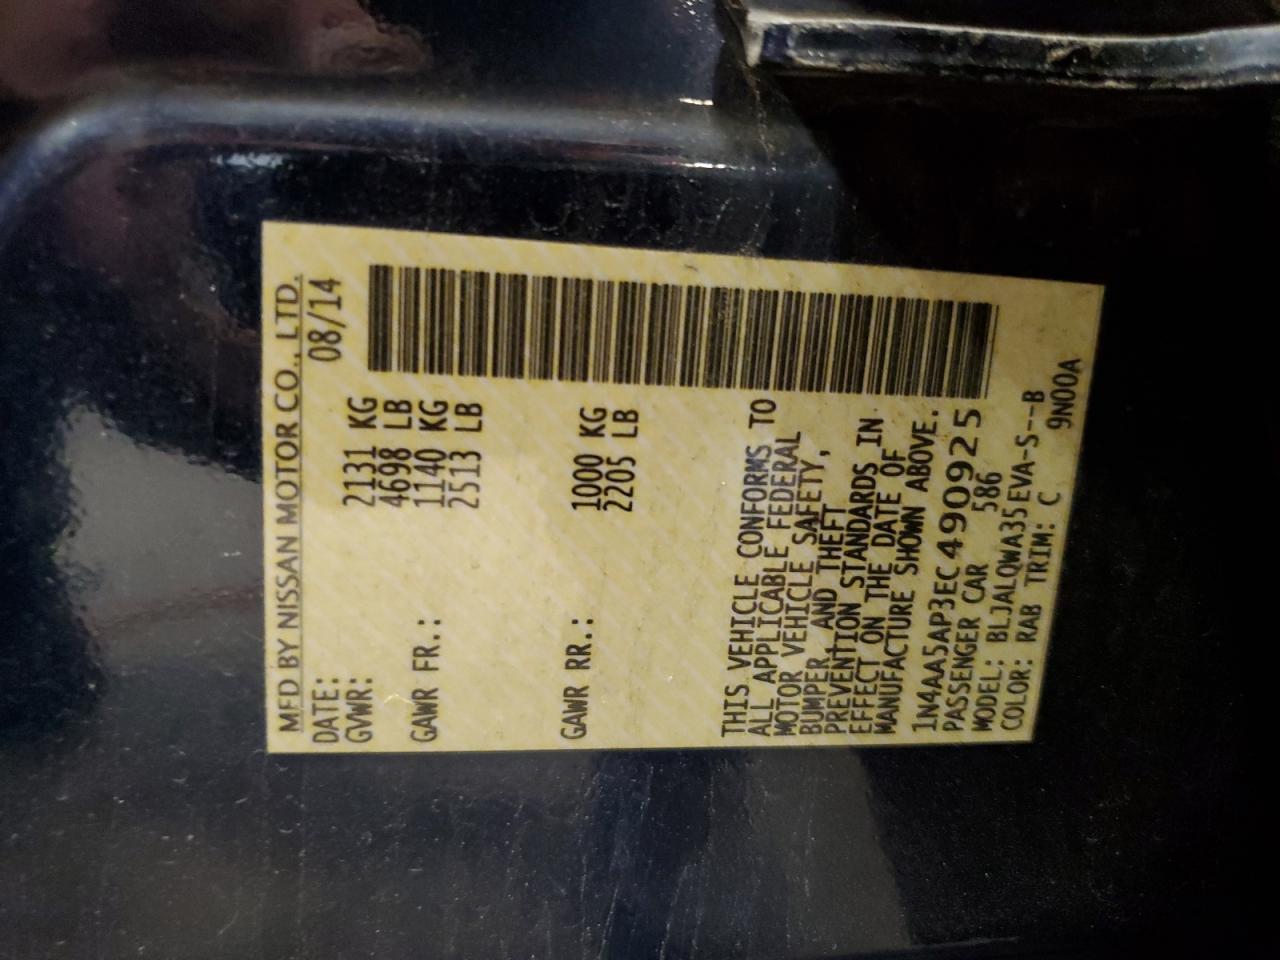 MFD BY NISSAN MOTOR CO., LTD.
DATE: 08/14
GVWR: 2131 KG
4698 LB
GAWR FR.: 1140 KG
2513 LB
GAWR RR.: 1000 KG
2205 LB
THIS VEHICLE CONFORMS TO
ALL APPLICABLE FEDERAL
MOTOR VEHICLE SAFETY,
BUMPER, AND THEFT
PREVENTION STANDARDS IN
EFFECT ON THE DATE OF
MANUFACTURE SHOWN ABOVE.
1N4AA5AP3EC490925
PASSENGER CAR 586
MODEL: BLJALQWA35EVA-S--B
COLOR: RAB TRIM: C 9N00A